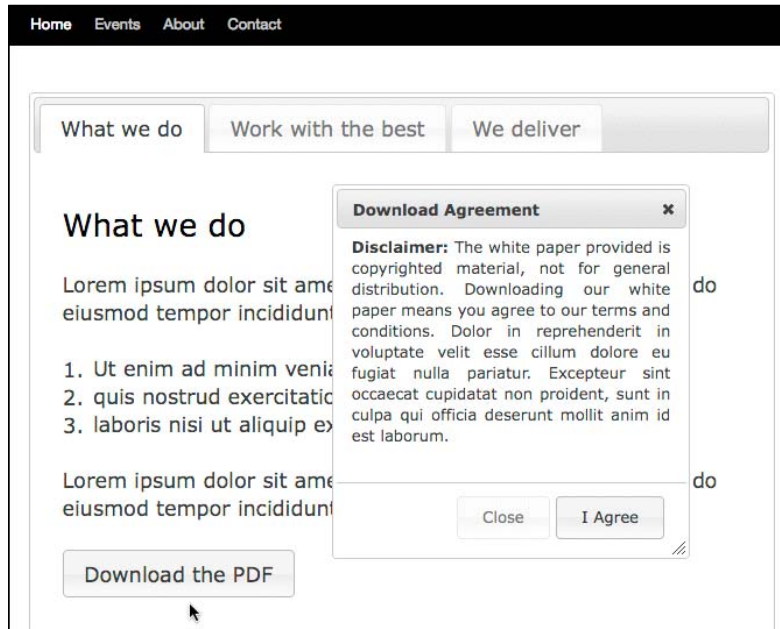 Home Events About Contact
What we do Work with the best We deliver
What we do
Lorem ipsum dolor sit ame
do
eiusmod tempor incididunt
1. Ut enim ad minim venia
2. quis nostrud exercitatio
3. laboris nisi ut aliquip ex
Lorem ipsum dolor sit ame
do
eiusmod tempor incididunt
Download the PDF
Download Agreement
Disclaimer: The white paper provided is
copyrighted material, not for general
distribution. Downloading our white
paper means you agree to our terms and
conditions. Dolor in reprehenderit in
voluptate velit esse cillum dolore eu
fugiat nulla pariatur. Excepteur sint
occaecat cupidatat non proident, sunt in
culpa qui officia deserunt mollit anim id
est laborum.
Close I Agree